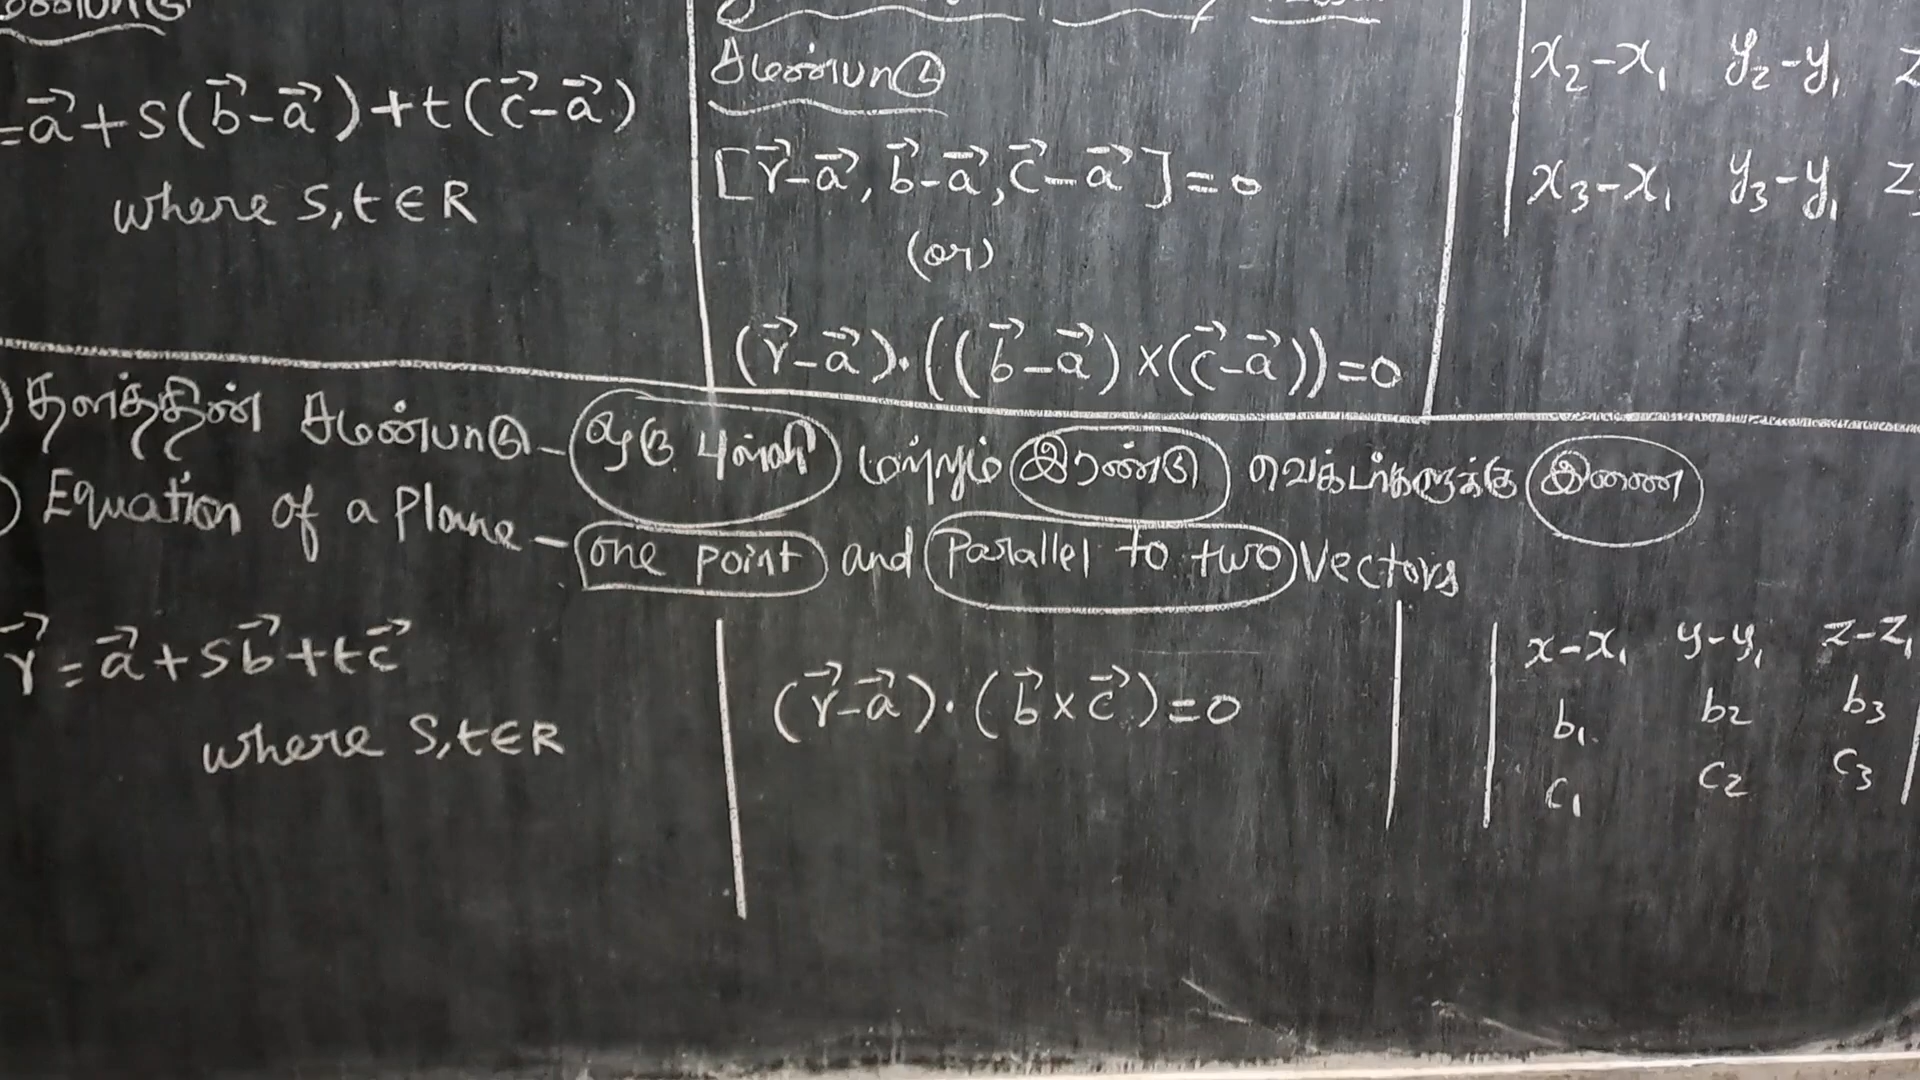 சமன்பாடு
= a⃗ + s(b⃗ - a⃗) + t(c⃗ - a⃗)
where s, t ∈ R
[r⃗ - a⃗, b⃗ - a⃗, c⃗ - a⃗] = 0
(or)
(r⃗ - a⃗) · ((b⃗ - a⃗) × (c⃗ - a⃗)) = 0
x₂ - x₁ y₂ - y₁ z
x₃ - x₁ y₃ - y₁ z₃
) தளத்தின் சமன்பாடு - ஒரு புள்ளி மற்றும் இரண்டு வெக்டர்களுக்கு இணை
) Equation of a Plane - one point and Parallel to two Vectors
r⃗ = a⃗ + s b⃗ + t c⃗
where s, t ∈ R
(r⃗ - a⃗) · (b⃗ × c⃗) = 0
x - x₁ y - y₁ z - z₁
b₁ b₂ b₃
c₁ c₂ c₃